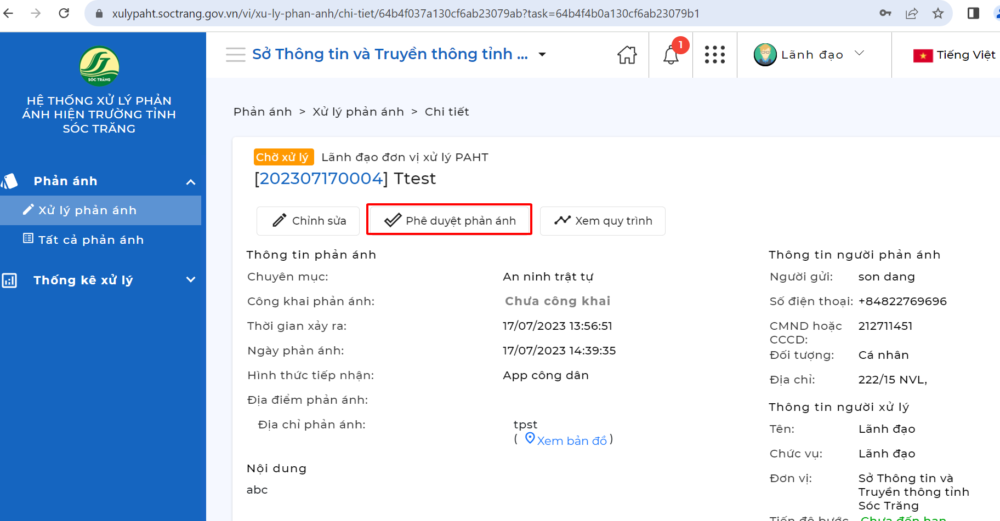 xulypaht.soctrang.gov.vn/vi/xu-ly-phan-anh/chi-tiet/64b4f037a130cf6ab23079ab?task=64b4f4b0a130cf6ab23079b1
SÓC TRĂNG
HỆ THỐNG XỬ LÝ PHẢN
ÁNH HIỆN TRƯỜNG TỈNH
SÓC TRĂNG
Phản ánh
Xử lý phản ánh
Tất cả phản ánh
Thống kê xử lý
Sở Thông tin và Truyền thông tỉnh ...
1
Lãnh đạo
Tiếng Việt
Phản ánh > Xử lý phản ánh > Chi tiết
Chờ xử lý Lãnh đạo đơn vị xử lý PAHT
[202307170004] Ttest
Chỉnh sửa
Phê duyệt phản ánh
Xem quy trình
Thông tin phản ánh
Chuyên mục: An ninh trật tự
Công khai phản ánh: Chưa công khai
Thời gian xảy ra: 17/07/2023 13:56:51
Ngày phản ánh: 17/07/2023 14:39:35
Hình thức tiếp nhận: App công dân
Địa điểm phản ánh:
Địa chỉ phản ánh: tpst
( Xem bản đồ )
Nội dung
abc
Thông tin người phản ánh
Người gửi: son dang
Số điện thoại: +84822769696
CMND hoặc 212711451
CCCD:
Đối tượng: Cá nhân
Địa chỉ: 222/15 NVL,
Thông tin người xử lý
Tên: Lãnh đạo
Chức vụ: Lãnh đạo
Đơn vị: Sở Thông tin và
Truyền thông tỉnh
Sóc Trăng
Tiến độ bước Chưa đến hạn